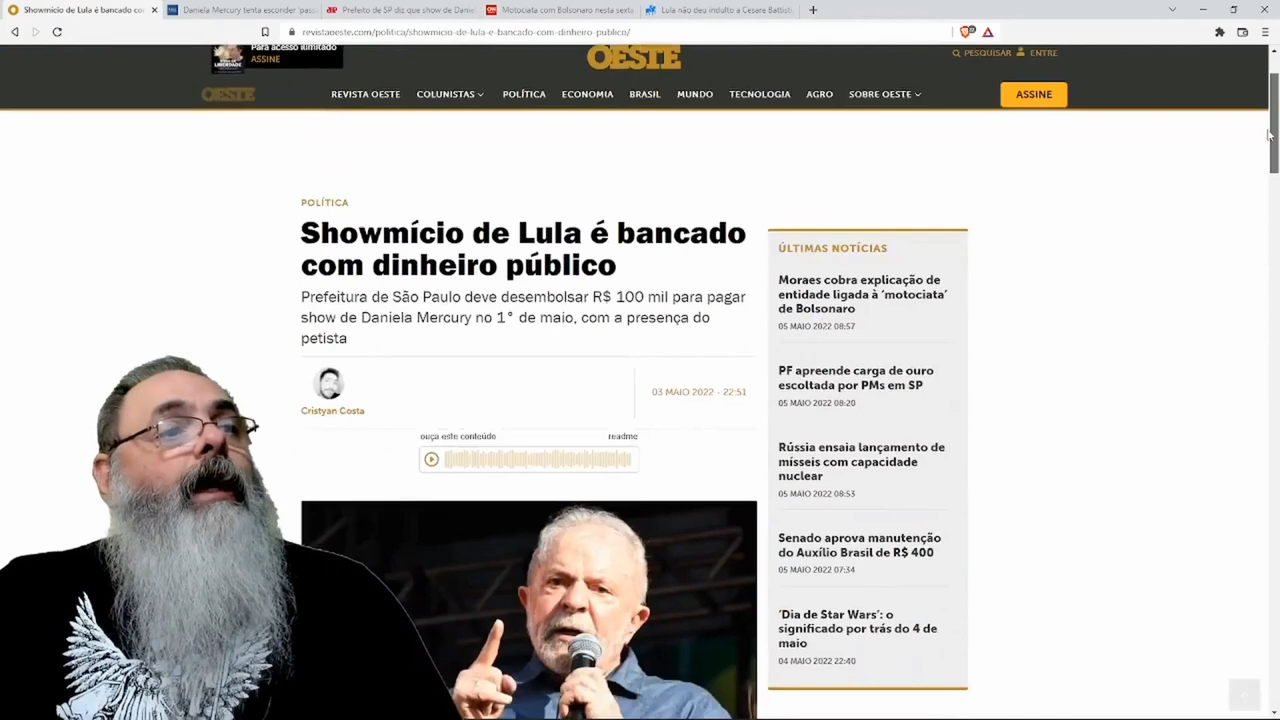 Showmício de Lula é bancado co
Daniela Mercury tenta esconder 'pas
Prefeito de SP diz que show de Danie
Motociata com Bolsonaro nesta sexta
Lula não deu indulto a Cesare Battist
revistaoeste.com/politica/showmicio-de-lula-e-bancado-com-dinheiro-publico/
Para acesso ilimitado
ASSINE
OESTE
PESQUISAR
ENTRE
OESTE
REVISTA OESTE
COLUNISTAS
POLÍTICA
ECONOMIA
BRASIL
MUNDO
TECNOLOGIA
AGRO
SOBRE OESTE
ASSINE
POLÍTICA
Showmício de Lula é bancado
com dinheiro público
Prefeitura de São Paulo deve desembolsar R$ 100 mil para pagar
show de Daniela Mercury no 1° de maio, com a presença do
petista
Cristyan Costa
03 MAIO 2022 - 22:51
ouça este conteúdo
readme
ÚLTIMAS NOTÍCIAS
Moraes cobra explicação de
entidade ligada à 'motociata'
de Bolsonaro
05 MAIO 2022 08:57
PF apreende carga de ouro
escoltada por PMs em SP
05 MAIO 2022 08:20
Rússia ensaia lançamento de
mísseis com capacidade
nuclear
05 MAIO 2022 08:53
Senado aprova manutenção
do Auxílio Brasil de R$ 400
05 MAIO 2022 07:34
'Dia de Star Wars': o
significado por trás do 4 de
maio
04 MAIO 2022 22:40